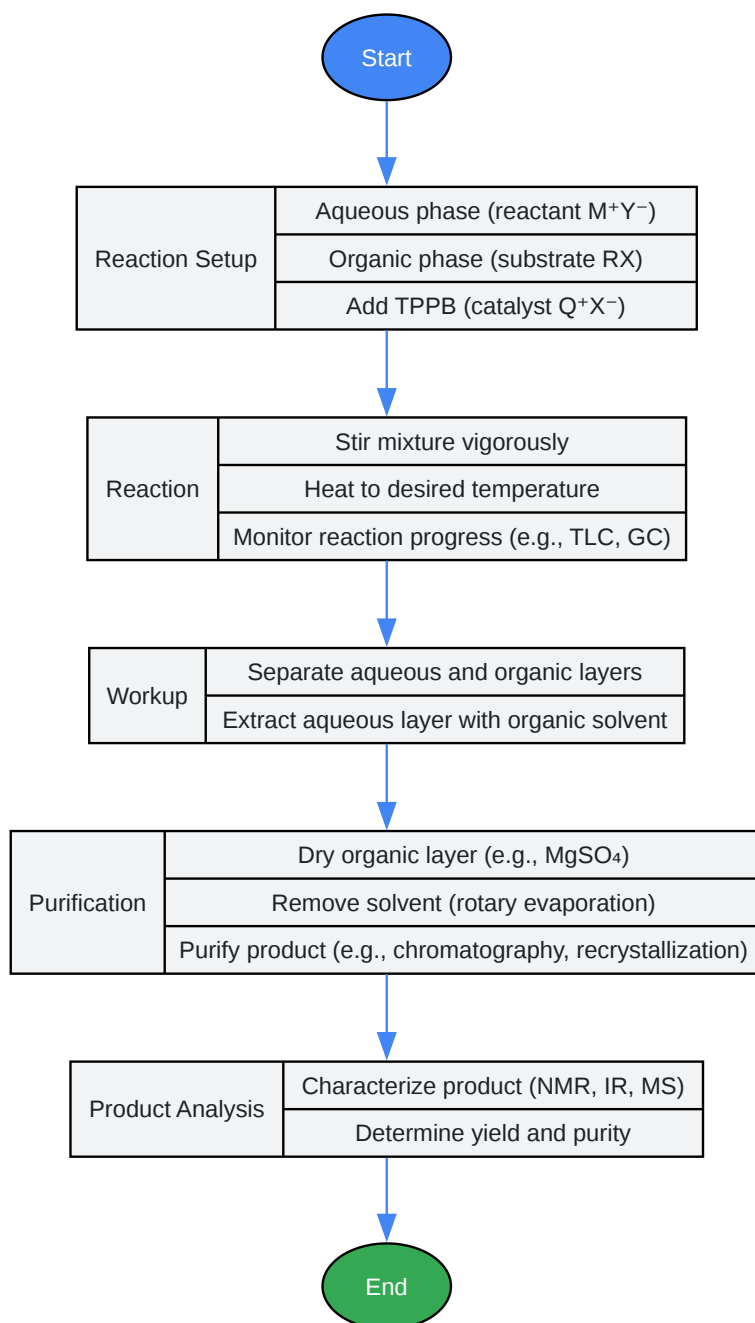 Start
Reaction Setup
Aqueous phase (reactant M⁺Y⁻)
Organic phase (substrate RX)
Add TPPB (catalyst Q⁺X⁻)
Reaction
Stir mixture vigorously
Heat to desired temperature
Monitor reaction progress (e.g., TLC, GC)
Workup
Separate aqueous and organic layers
Extract aqueous layer with organic solvent
Purification
Dry organic layer (e.g., MgSO₄)
Remove solvent (rotary evaporation)
Purify product (e.g., chromatography, recrystallization)
Product Analysis
Characterize product (NMR, IR, MS)
Determine yield and purity
End